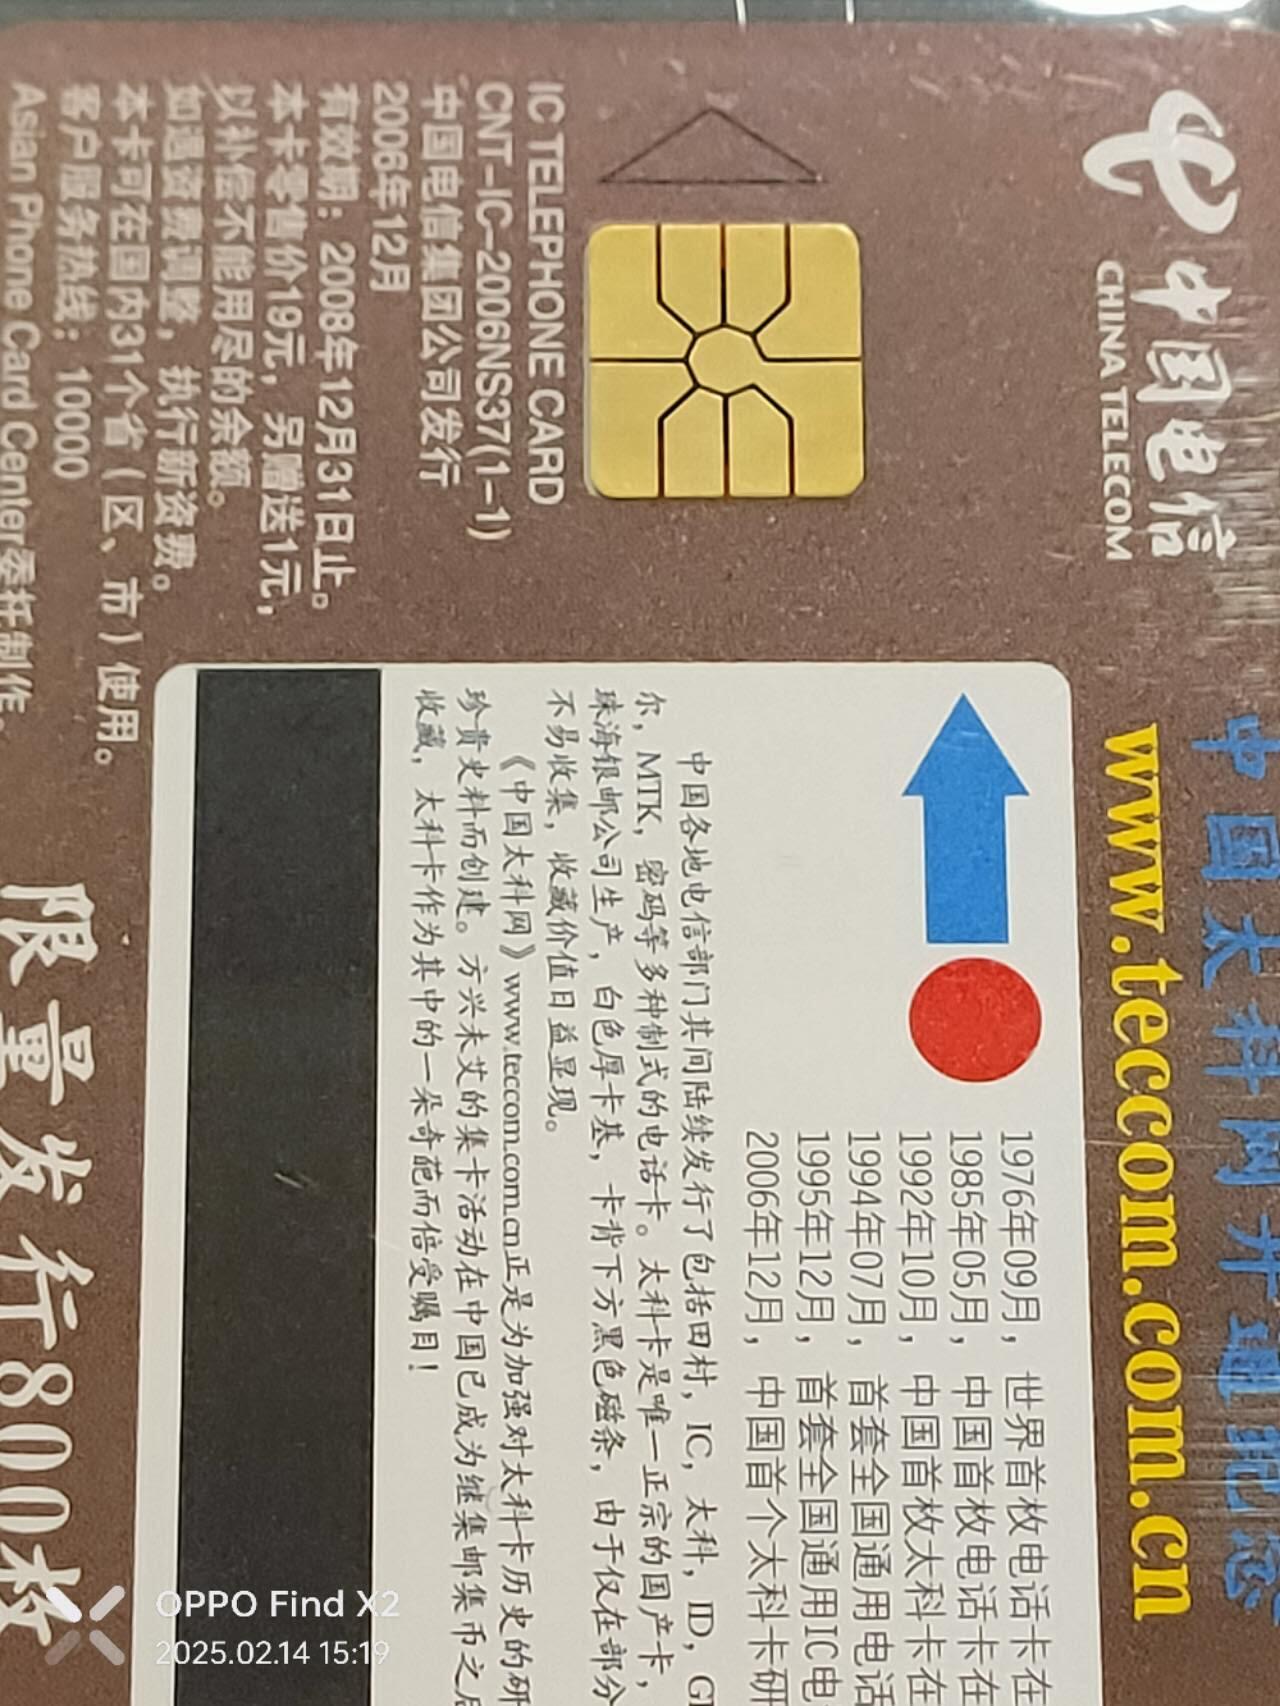 中国电信
CHINA TELECOM
中国太科网开通纪念
www.teccom.com.cn
IC TELEPHONE CARD
CNT-IC-2006NS37(1-1)
中国电信集团公司发行
2006年12月
有效期：2008年12月31日止。
本卡零售价19元，另赠送1元，
以补偿不能用尽的余额。
如遇资费调整，执行新资费。
本卡可在国内31个省（区、市）使用。
客户服务热线：10000
Asian Phone Card Center委托制作.
1976年09月，世界首枚电话卡在
1985年05月，中国首枚电话卡在
1992年10月，中国首枚太科卡在
1994年07月，首套全国通用电话
1995年12月，首套全国通用IC电
2006年12月，中国首个太科卡研
中国各地电信部门其间陆续发行了包括田村，IC，太科，ID，GP
尔，MTK，密码等多种制式的电话卡。太科卡是唯一正宗的国产卡，
珠海银邮公司生产，白色厚卡基，卡背下方黑色磁条，由于仅在部分
不易收集，收藏价值日益显现。
《中国太科网》www.teccom.com.cn正是为加强对太科卡历史的研
珍贵史料而创建。方兴未艾的集卡活动在中国已成为继集邮集币之后
收藏，太科卡作为其中的一朵奇葩而倍受瞩目！
限量发行800枚
OPPO Find X2
2025.02.14 15:19